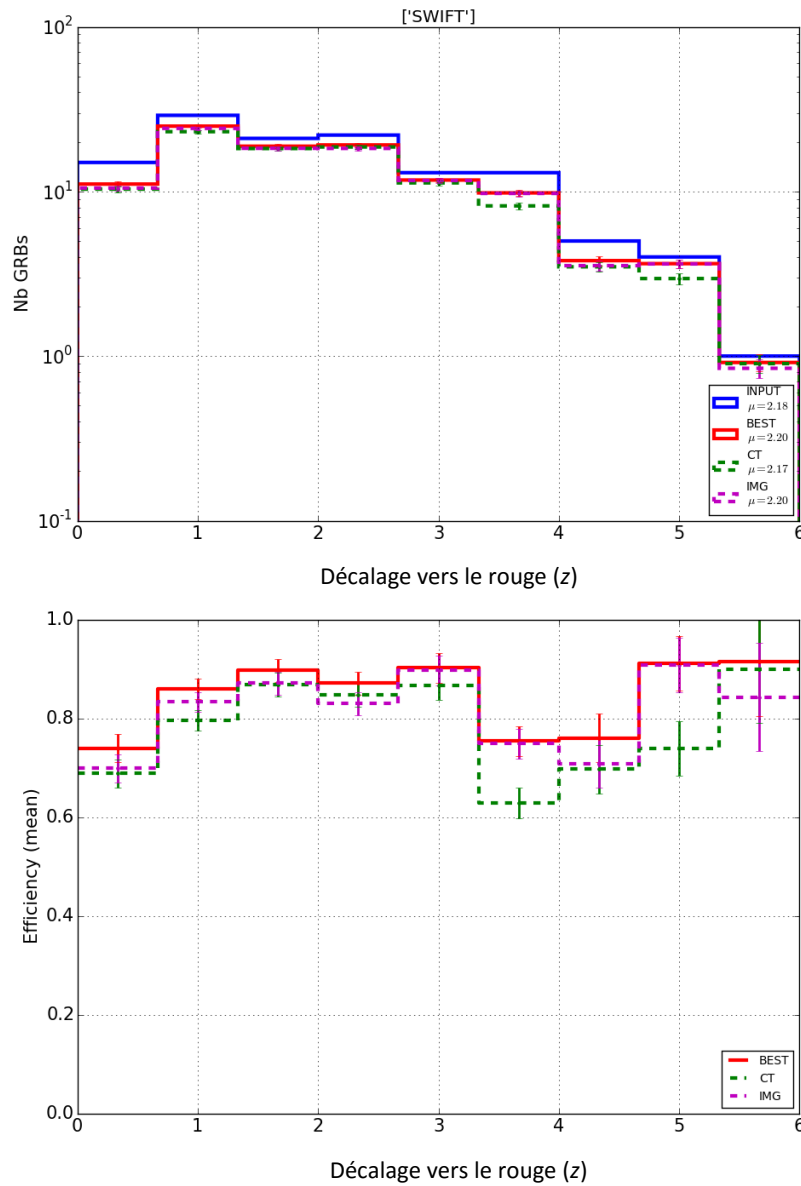 ['SWIFT']
10^2
10^1
10^0
10^-1
Nb GRBs
0 1 2 3 4 5 6
INPUT
μ=2.18
BEST
μ=2.20
CT
μ=2.17
IMG
μ=2.20
Décalage vers le rouge (z)
1.0
0.8
0.6
0.4
0.2
0.0
Efficiency (mean)
0 1 2 3 4 5 6
BEST
CT
IMG
Décalage vers le rouge (z)